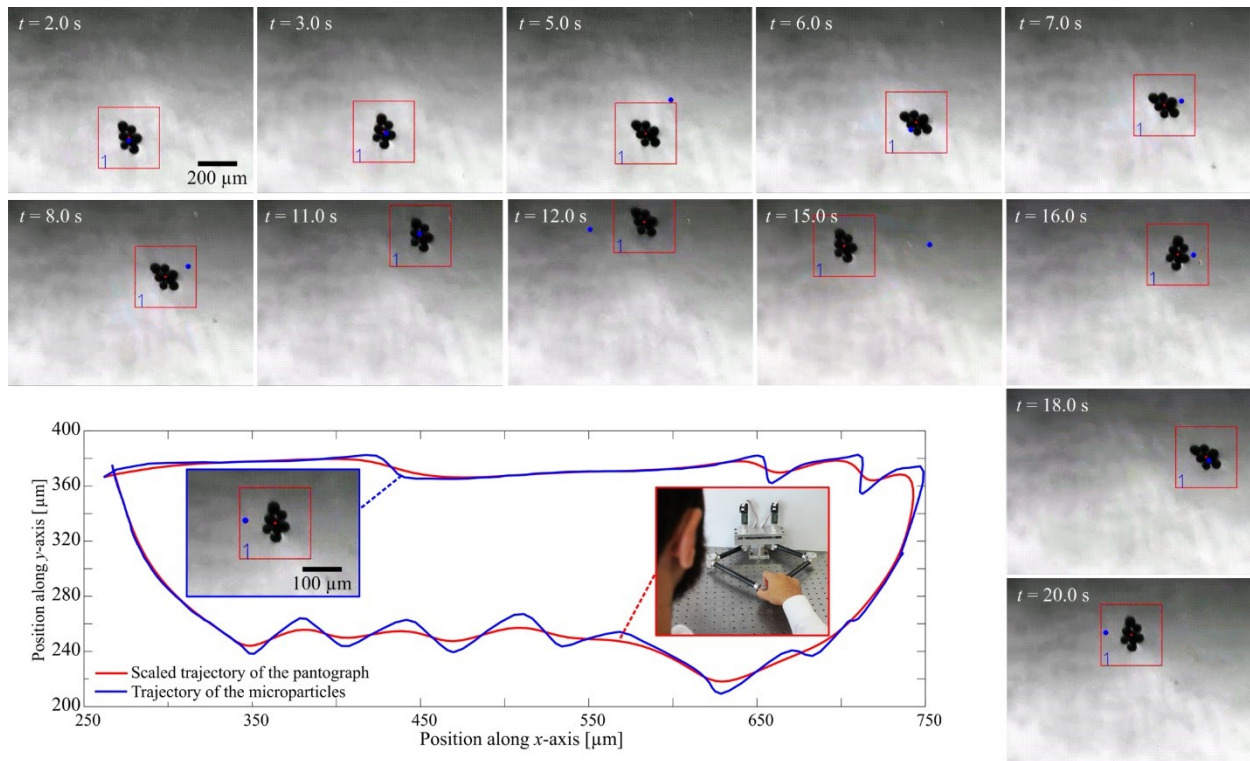 t = 2.0 s
1
200 µm
t = 3.0 s
1
t = 5.0 s
1
t = 6.0 s
1
t = 7.0 s
1
t = 8.0 s
1
t = 11.0 s
1
t = 12.0 s
1
t = 15.0 s
1
t = 16.0 s
1
t = 18.0 s
1
t = 20.0 s
1
400
360
320
280
240
200
Position along y-axis [µm]
1
100 µm
Scaled trajectory of the pantograph
Trajectory of the microparticles
250
350
450
550
650
750
Position along x-axis [µm]